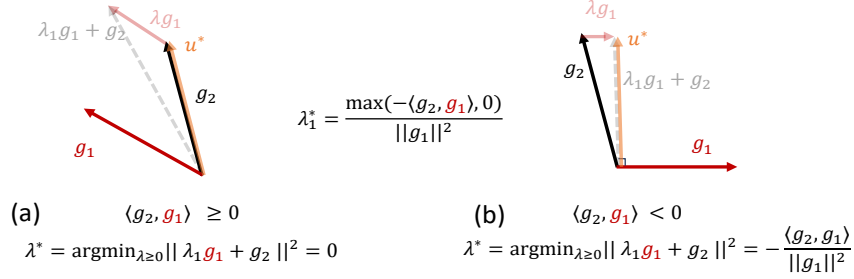 λg₁
λ₁g₁ + g₂
u*
g₂
g₁
λ₁* = max(−⟨g₂, g₁⟩, 0) / ||g₁||²
λg₁
u*
g₂
λ₁g₁ + g₂
g₁
(a) ⟨g₂, g₁⟩ ≥ 0
λ* = argmin_{λ≥0} || λ₁g₁ + g₂ ||² = 0
(b) ⟨g₂, g₁⟩ < 0
λ* = argmin_{λ≥0} || λ₁g₁ + g₂ ||² = − ⟨g₂, g₁⟩ / ||g₁||²